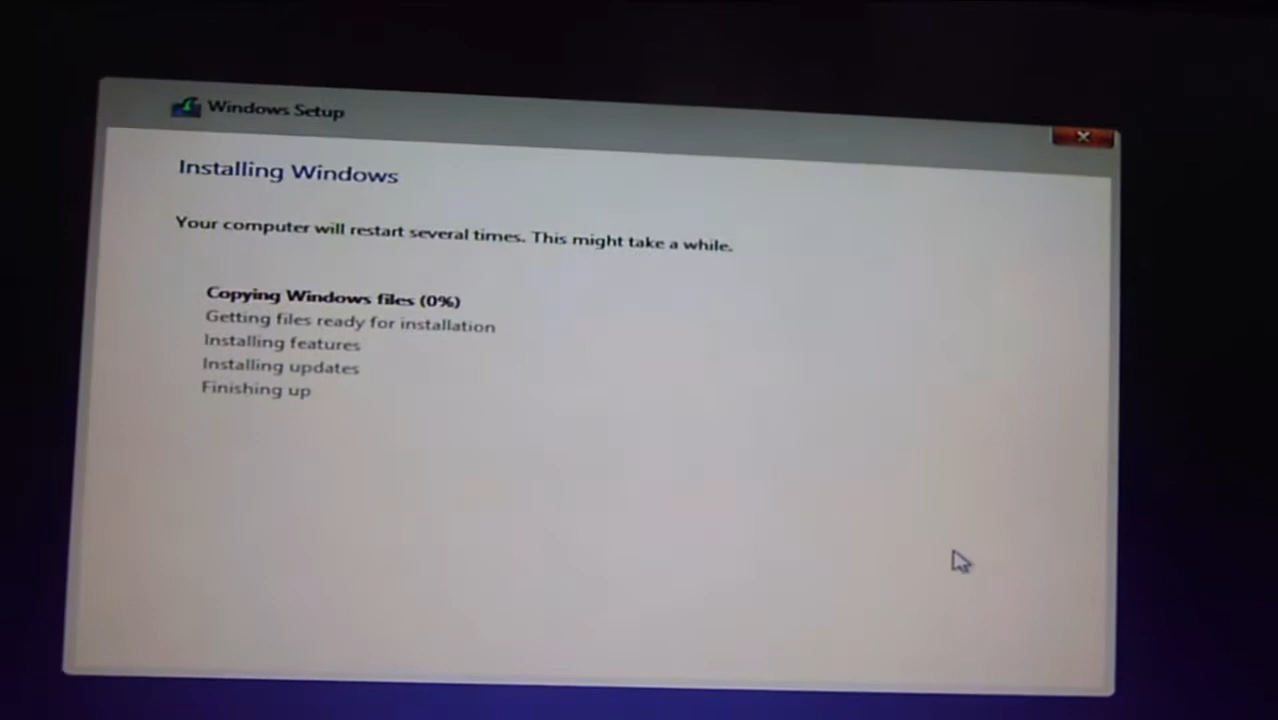 Windows Setup
Installing Windows
Your computer will restart several times. This might take a while.
Copying Windows files (0%)
Getting files ready for installation
Installing features
Installing updates
Finishing up